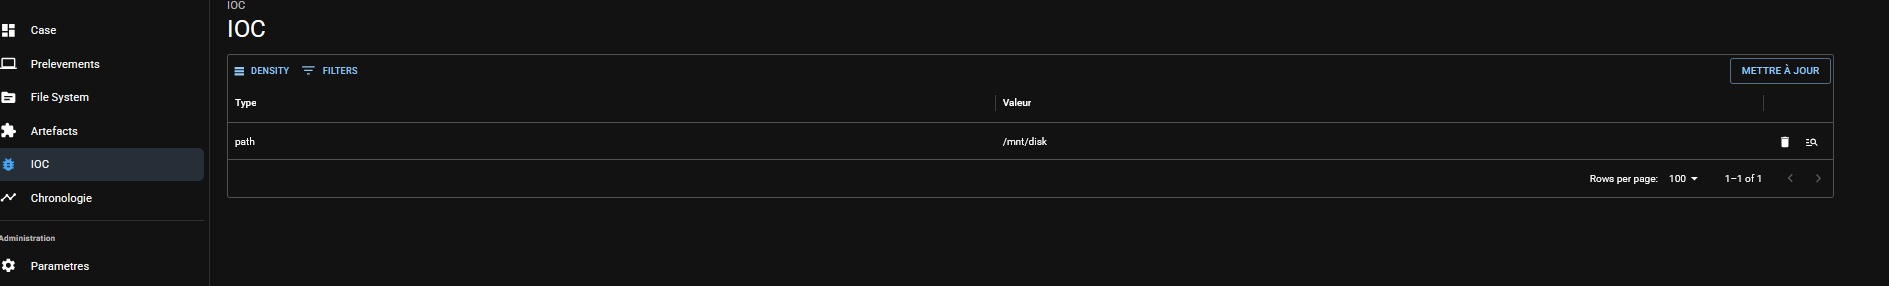 Case
Prelevements
File System
Artefacts
IOC
Chronologie
Administration
Parametres
IOC
IOC
DENSITY FILTERS METTRE À JOUR
Type Valeur
path /mnt/disk
Rows per page: 100 1–1 of 1